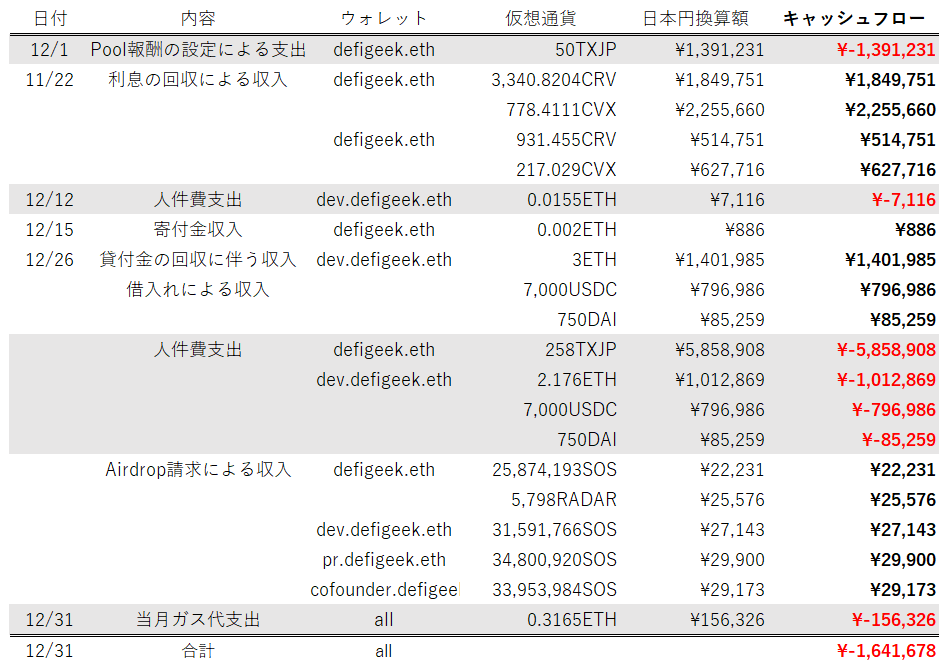 日付 内容 ウォレット 仮想通貨 日本円換算額 キャッシュフロー
12/1 Pool報酬の設定による支出 defigeek.eth 50TXJP ¥1,391,231 ¥-1,391,231
11/22 利息の回収による収入 defigeek.eth 3,340.8204CRV ¥1,849,751 ¥1,849,751
778.4111CVX ¥2,255,660 ¥2,255,660
defigeek.eth 931.455CRV ¥514,751 ¥514,751
217.029CVX ¥627,716 ¥627,716
12/12 人件費支出 dev.defigeek.eth 0.0155ETH ¥7,116 ¥-7,116
12/15 寄付金収入 defigeek.eth 0.002ETH ¥886 ¥886
12/26 貸付金の回収に伴う収入 dev.defigeek.eth 3ETH ¥1,401,985 ¥1,401,985
借入れによる収入 7,000USDC ¥796,986 ¥796,986
750DAI ¥85,259 ¥85,259
人件費支出 defigeek.eth 258TXJP ¥5,858,908 ¥-5,858,908
dev.defigeek.eth 2.176ETH ¥1,012,869 ¥-1,012,869
7,000USDC ¥796,986 ¥-796,986
750DAI ¥85,259 ¥-85,259
Airdrop請求による収入 defigeek.eth 25,874,193SOS ¥22,231 ¥22,231
5,798RADAR ¥25,576 ¥25,576
dev.defigeek.eth 31,591,766SOS ¥27,143 ¥27,143
pr.defigeek.eth 34,800,920SOS ¥29,900 ¥29,900
cofounder.defigeel 33,953,984SOS ¥29,173 ¥29,173
12/31 当月ガス代支出 all 0.3165ETH ¥156,326 ¥-156,326
12/31 合計 all ¥-1,641,678